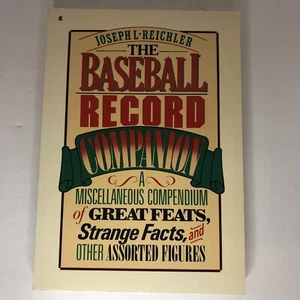 JOSEPH L. REICHLER
THE
BASEBALL
RECORD
COMPANION
A
MISCELLANEOUS COMPENDIUM
of GREAT FEATS,
Strange Facts, and
OTHER ASSORTED FIGURES